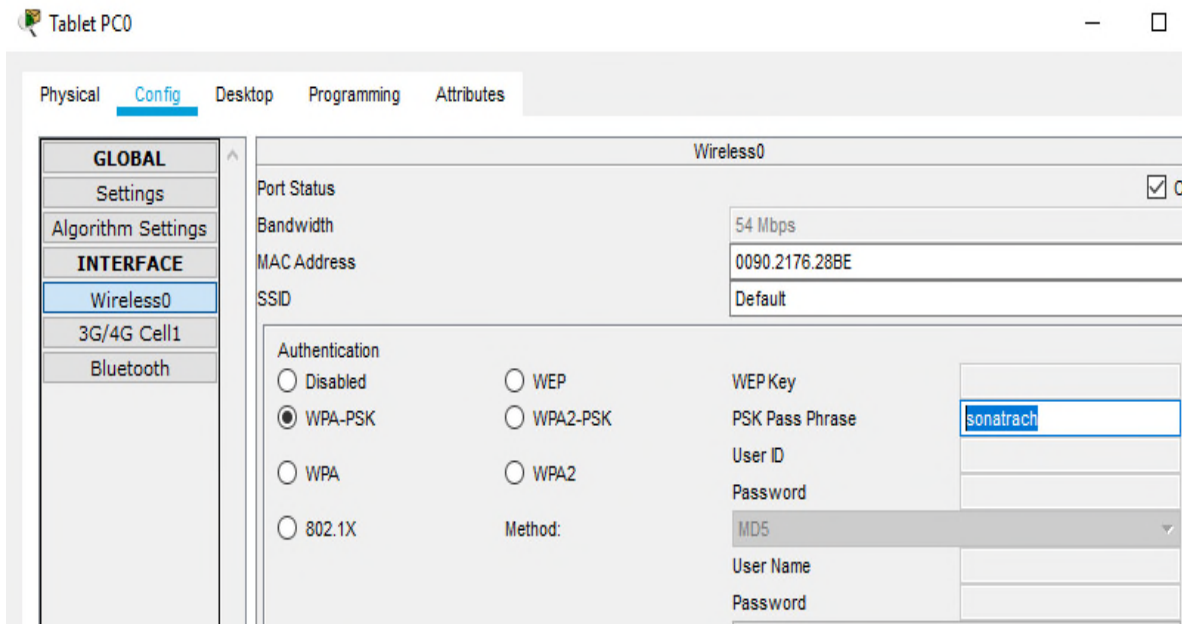 Tablet PC0
Physical Config Desktop Programming Attributes
GLOBAL
Settings
Algorithm Settings
INTERFACE
Wireless0
3G/4G Cell1
Bluetooth
Wireless0
Port Status
Bandwidth 54 Mbps
MAC Address 0090.2176.28BE
SSID Default
Authentication
Disabled WEP WEP Key
WPA-PSK WPA2-PSK PSK Pass Phrase sonatrach
User ID
WPA WPA2
Password
802.1X Method: MD5
User Name
Password